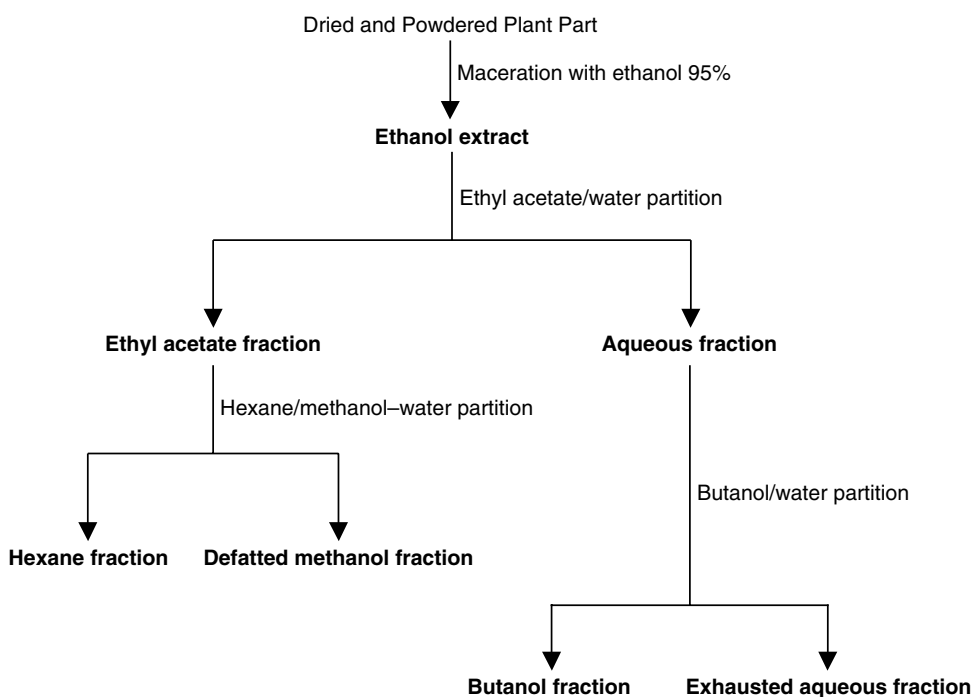 Dried and Powdered Plant Part
Maceration with ethanol 95%
Ethanol extract
Ethyl acetate/water partition
Ethyl acetate fraction
Aqueous fraction
Hexane/methanol–water partition
Butanol/water partition
Hexane fraction
Defatted methanol fraction
Butanol fraction
Exhausted aqueous fraction